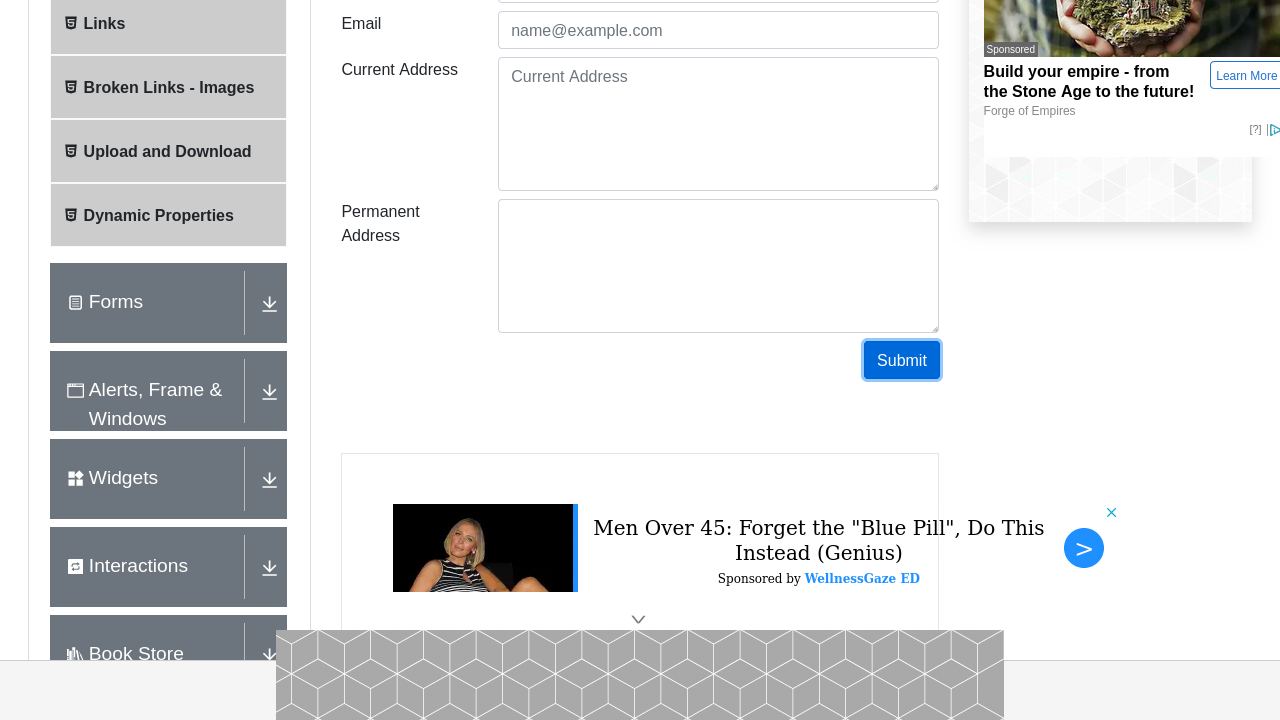 Links
Broken Links - Images
Upload and Download
Dynamic Properties
Forms
Alerts, Frame &
Windows
Widgets
Interactions
Book Store
Email
name@example.com
Current Address
Current Address
Permanent
Address
Submit
Men Over 45: Forget the "Blue Pill", Do This
Instead (Genius)
Sponsored by WellnessGaze ED
>
Sponsored
Build your empire - from
the Stone Age to the future!
Learn More
Forge of Empires
[?]